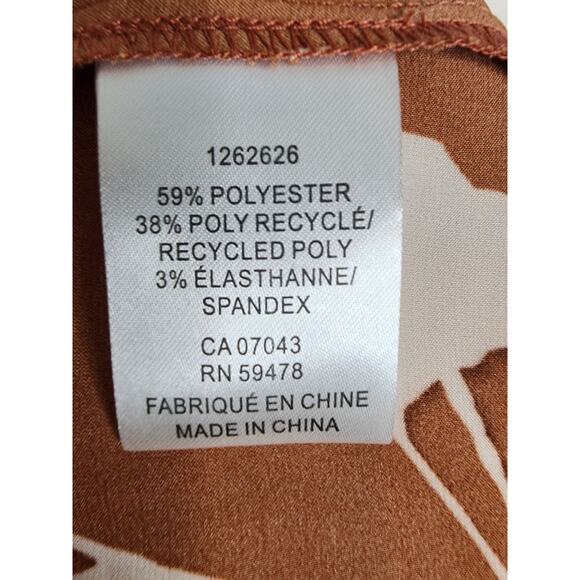 1262626
59% POLYESTER
38% POLY RECYCLÉ/
RECYCLED POLY
3% ÉLASTHANNE/
SPANDEX
CA 07043
RN 59478
FABRIQUÉ EN CHINE
MADE IN CHINA